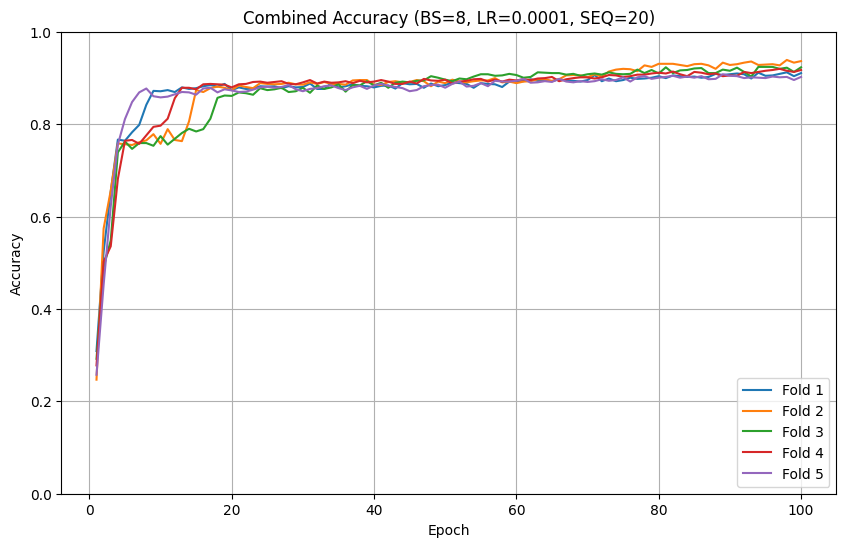 Combined Accuracy (BS=8, LR=0.0001, SEQ=20)
1.0
0.8
0.6
0.4
0.2
0.0
Accuracy
0 20 40 60 80 100
Epoch
Fold 1
Fold 2
Fold 3
Fold 4
Fold 5